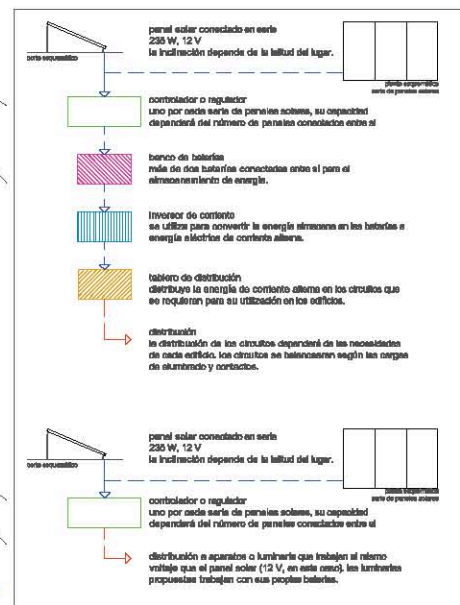 panel solar conectado en serie
235 W, 12 V
la inclinación depende de la latitud del lugar.
corte esquemático
planta esquemática
serie de paneles solares
controlador o regulador
uno por cada serie de paneles solares, su capacidad
dependerá del número de paneles conectados entre sí
banco de baterías
más de dos baterías conectadas entre sí para el
almacenamiento de energía.
inversor de corriente
se utiliza para convertir la energía almacena en las baterías a
energía eléctrica de corriente alterna.
tablero de distribución
distribuye la energía de corriente alterna en los circuitos que
se requieran para su utilización en los edificios.
distribución
la distribución de los circuitos dependerá de las necesidades
de cada edificio. los circuitos se balancearan según las cargas
de alumbrado y contactos.
panel solar conectado en serie
235 W, 12 V
la inclinación depende de la latitud del lugar.
corte esquemático
planta esquemática
serie de paneles solares
controlador o regulador
uno por cada serie de paneles solares, su capacidad
dependerá del número de paneles conectados entre sí
distribución a aparatos o luminaria que trabajan al mismo
voltaje que el panel solar (12 V, en este caso). las luminarias
propuestas trabajan con sus propias baterías.